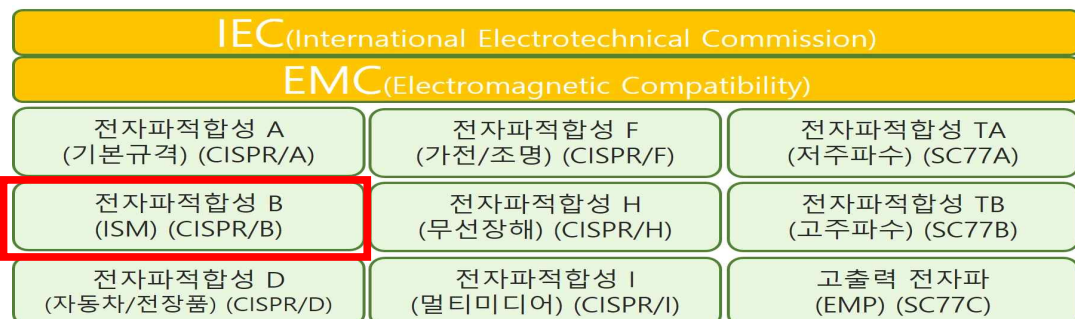 IEC(International Electrotechnical Commission)
EMC(Electromagnetic Compatibility)
전자파적합성 A
(기본규격) (CISPR/A)
전자파적합성 F
(가전/조명) (CISPR/F)
전자파적합성 TA
(저주파수) (SC77A)
전자파적합성 B
(ISM) (CISPR/B)
전자파적합성 H
(무선장해) (CISPR/H)
전자파적합성 TB
(고주파수) (SC77B)
전자파적합성 D
(자동차/전장품) (CISPR/D)
전자파적합성 I
(멀티미디어) (CISPR/I)
고출력 전자파
(EMP) (SC77C)